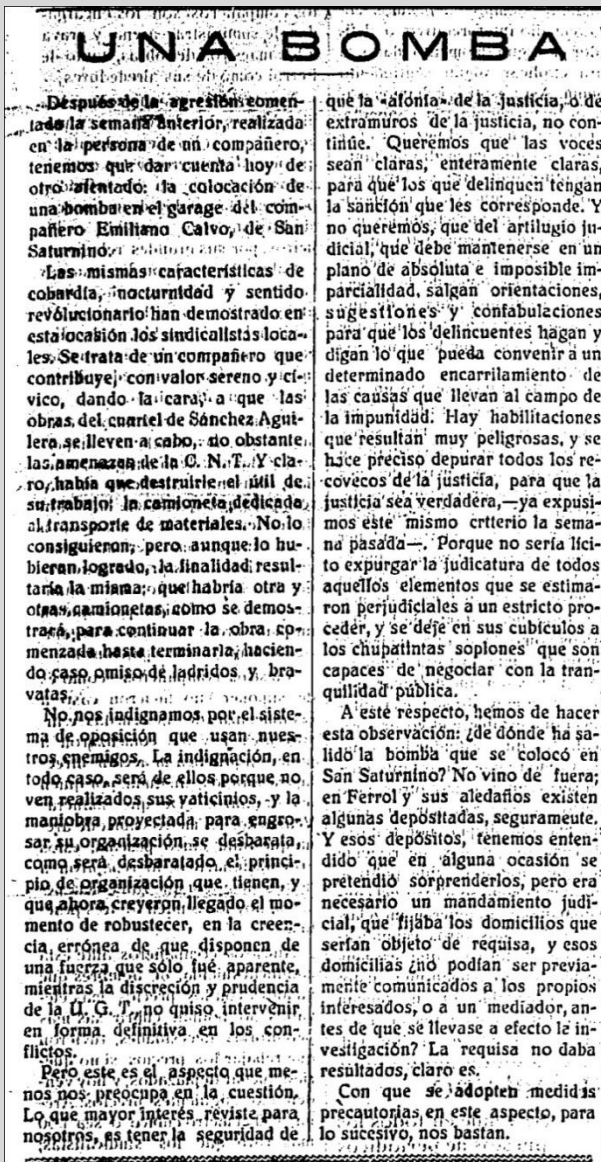 UNA BOMBA
Después de la agresión comen-
tada la semana anterior, realizada
en la persona de un compañero,
tenemos que dar cuenta hoy de
otro atentado: la colocación de
una bomba en el garage del com-
pañero Emiliano Calvo, de San
Saturnino.
Las mismas características de
cobardía, nocturnidad y sentido
revolucionario han demostrado en
esta ocasión los sindicalistas loca-
les. Se trata de un compañero que
contribuye, con valor sereno y cí-
vico, dando la cara, a que las
obras del cuartel de Sánchez Agui-
lera se lleven a cabo, no obstante
las amenazas de la C. N. T. Y cla-
ro, había que destruirle el útil de
su trabajo: la camioneta dedicada
al transporte de materiales. No lo
consiguieron; pero aunque lo hu-
bieran logrado, la finalidad resul-
taría la misma; que habría otra y
otras camionetas, como se demos-
trará, para continuar la obra co-
menzada hasta terminarla, hacien-
do caso omiso de ladridos y bra-
vatas.
No nos indignamos por el siste-
ma de oposición que usan nues-
tros enemigos. La indignación, en
todo caso, será de ellos porque no
ven realizados sus vaticinios, y la
maniobra proyectada para engro-
sar su organización se desbarata,
como será desbaratado el princi-
pio de organización que tienen, y
que ahora creyeron llegado el mo-
mento de robustecer, en la creen-
cia errónea de que disponen de
una fuerza que sólo fué aparente,
mientras la discreción y prudencia
de la U. G. T. no quiso intervenir
en forma definitiva en los con-
flictos.
Pero este es el aspecto que me-
nos nos preocupa en la cuestión.
Lo que mayor interés reviste para
nosotros, es tener la seguridad de
que la «afonía» de la justicia, o de
extramuros de la justicia, no con-
tinúe. Queremos que las voces
sean claras, enteramente claras,
para que los que delinquen tengan
la sanción que les corresponde. Y
no queremos, que del artilugio ju-
dicial, que debe mantenerse en un
plano de absoluta e imposible im-
parcialidad, salgan orientaciones,
sugestiones y confabulaciones
para que los delincuentes hagan y
digan lo que pueda convenir a un
determinado encarrilamiento de
las causas que llevan al campo de
la impunidad. Hay habilitaciones
que resultan muy peligrosas, y se
hace preciso depurar todos los re-
covecos de la justicia, para que la
justicia sea verdadera,—ya expusi-
mos este mismo crtterio la sema-
na pasada—. Porque no sería líci-
to expurgar la judicatura de todos
aquellos elementos que se estima-
ron perjudiciales a un estricto pro-
ceder, y se deje en sus cubículos a
los chupatintas soplones que son
capaces de negociar con la tran-
quilidad pública.
A este respecto, hemos de hacer
esta observación: ¿de dónde ha sa-
lido la bomba que se colocó en
San Saturnino? No vino de fuera;
en Ferrol y sus aledaños existen
algunas depositadas, seguramente.
Y esos depósitos, tenemos enten-
dido que en alguna ocasión se
pretendió sorprenderlos, pero era
necesario un mandamiento judi-
cial, que fijaba los domicilios que
serían objeto de requisa, y esos
domicilias ¿no podían ser previa-
mente comunicados a los propios
interesados, o a un mediador, an-
tes de que se llevase a efecto la in-
vestigación? La requisa no daba
resultados, claro es.
Con que se adopten medidis
precautorias, en este aspecto, para
lo sucesivo, nos bastan.